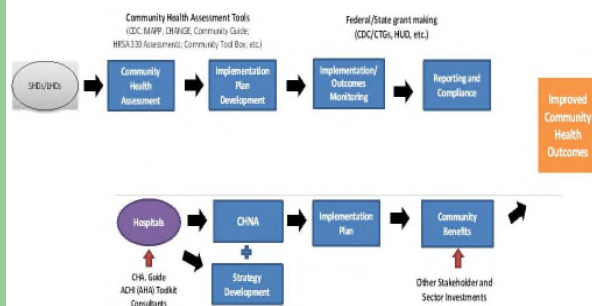 Community Health Assessment Tools
(CDC: MAPP, CHANGE, Community Guide;
HRSA 330 Assessments; Community Tool Box; etc.)
Federal/State grant making
(CDC/CTGs, HUD, etc.)
SHDs/LHDs
Community
Health
Assessment
Implementation
Plan
Development
Implementation/
Outcomes
Monitoring
Reporting and
Compliance
Improved
Community
Health
Outcomes
Hospitals
CHNA
Implementation
Plan
Community
Benefits
Strategy
Development
CHA. Guide
ACHI (AHA) Toolkit
Consultants
Other Stakeholder and
Sector Investments